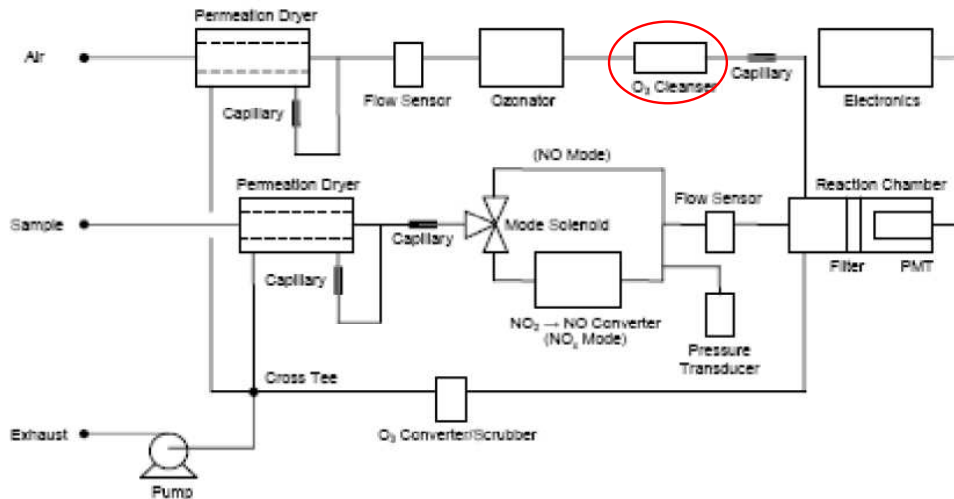 Permeation Dryer
Air
Capillary
Flow Sensor
Ozonator
O₃ Cleanser
Capillary
Electronics
(NO Mode)
Permeation Dryer
Flow Sensor
Reaction Chamber
Sample
Capillary
Mode Solenoid
Capillary
Filter
PMT
NO₂ → NO Converter
(NOₓ Mode)
Pressure
Transducer
Cross Tee
Exhaust
O₃ Converter/Scrubber
Pump